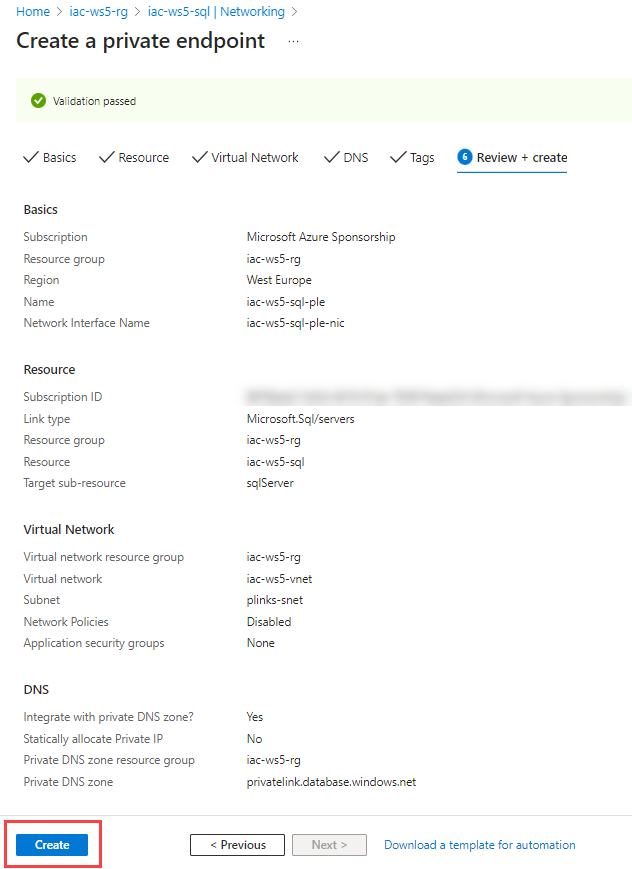 Home > iac-ws5-rg > iac-ws5-sql | Networking >
Create a private endpoint ...
Validation passed
Basics Resource Virtual Network DNS Tags 6 Review + create
Basics
Subscription Microsoft Azure Sponsorship
Resource group iac-ws5-rg
Region West Europe
Name iac-ws5-sql-ple
Network Interface Name iac-ws5-sql-ple-nic
Resource
Subscription ID
Link type Microsoft.Sql/servers
Resource group iac-ws5-rg
Resource iac-ws5-sql
Target sub-resource sqlServer
Virtual Network
Virtual network resource group iac-ws5-rg
Virtual network iac-ws5-vnet
Subnet plinks-snet
Network Policies Disabled
Application security groups None
DNS
Integrate with private DNS zone? Yes
Statically allocate Private IP No
Private DNS zone resource group iac-ws5-rg
Private DNS zone privatelink.database.windows.net
Create < Previous Next > Download a template for automation